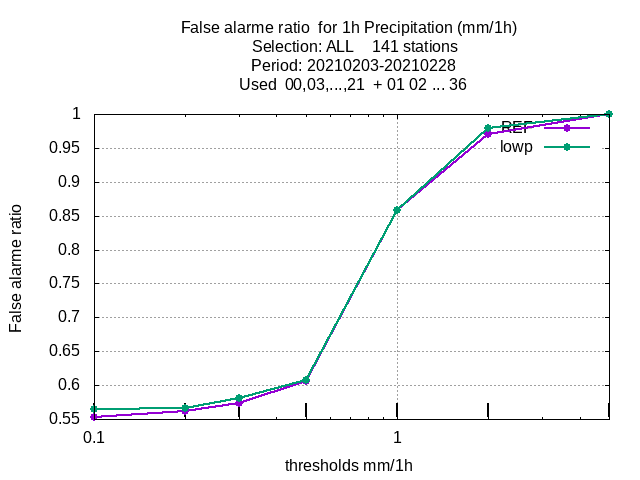 False alarme ratio  for 1h Precipitation (mm/1h)
Selection: ALL    141 stations
Period: 20210203-20210228
Used  00,03,...,21  + 01 02 ... 36
1
REF
0.95
lowp
0.9
0.85
0.8
0.75
0.7
0.65
0.6
0.55
False alarme ratio
0.1
1
thresholds mm/1h